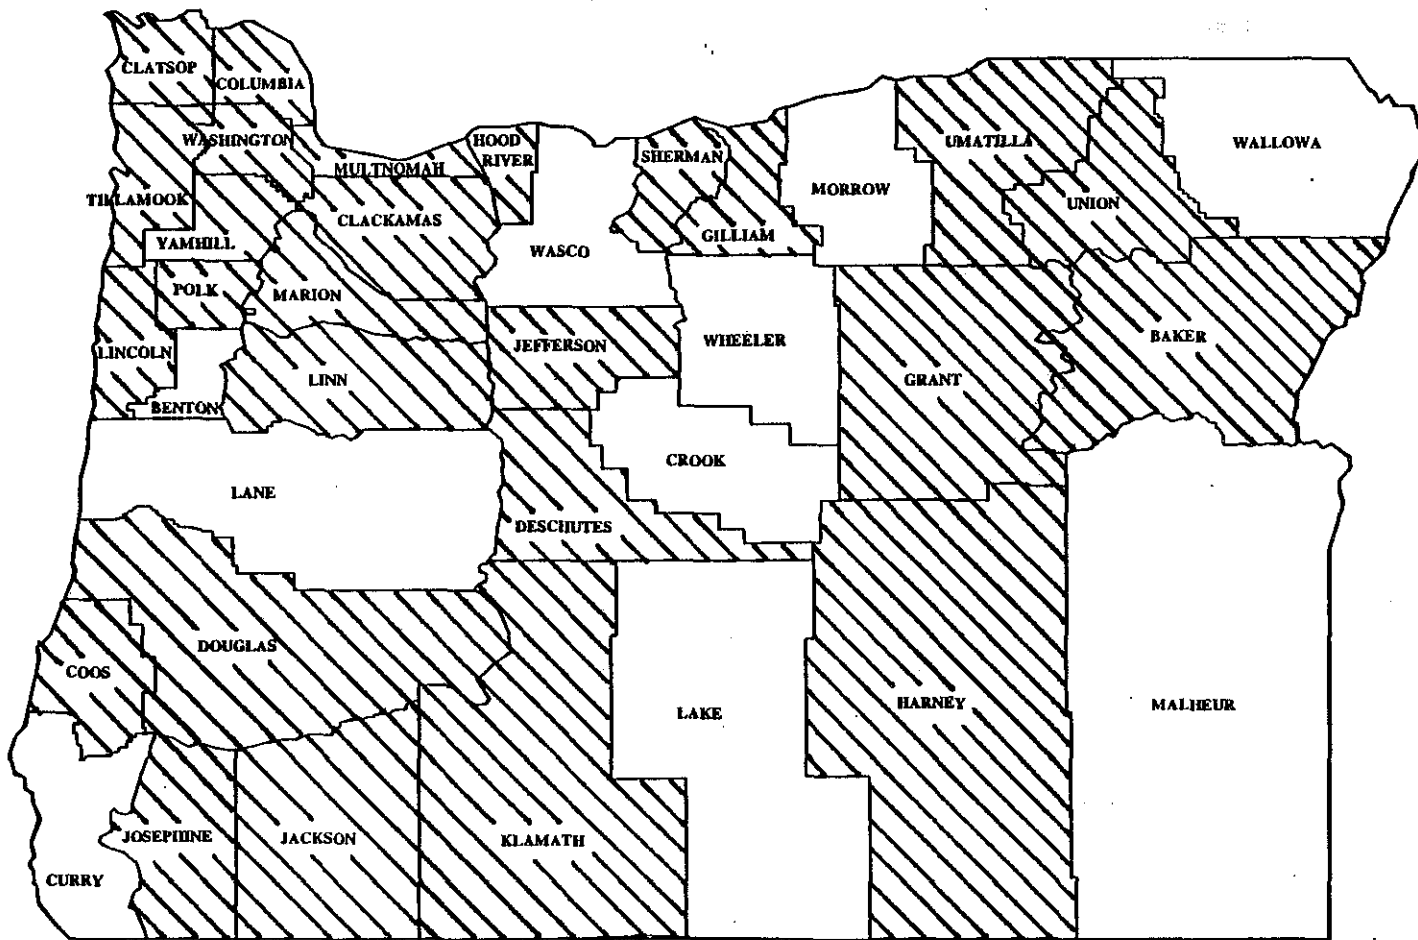 CLATSOP
COLUMBIA
WASHINGTON
MULTNOMAH
HOOD
RIVER
SHERMAN
UMATILLA
WALLOWA
TILLAMOOK
CLACKAMAS
MORROW
UNION
YAMHILL
WASCO
GILLIAM
POLK
MARION
LINCOLN
JEFFERSON
WHEELER
BAKER
LINN
GRANT
BENTON
CROOK
LANE
DESCHUTES
DOUGLAS
COOS
LAKE
HARNEY
MALHEUR
JOSEPHINE
JACKSON
KLAMATH
CURRY